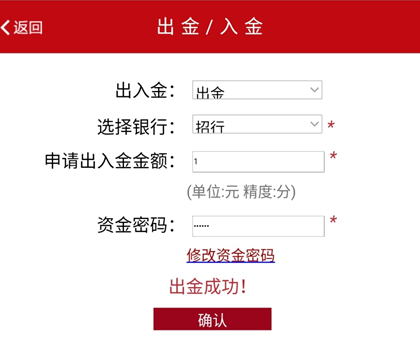 返回
出金/入金
出入金： 出金
选择银行： 招行 *
申请出入金金额： 1 *
(单位:元 精度:分)
资金密码： ······ *
修改资金密码
出金成功！
确认